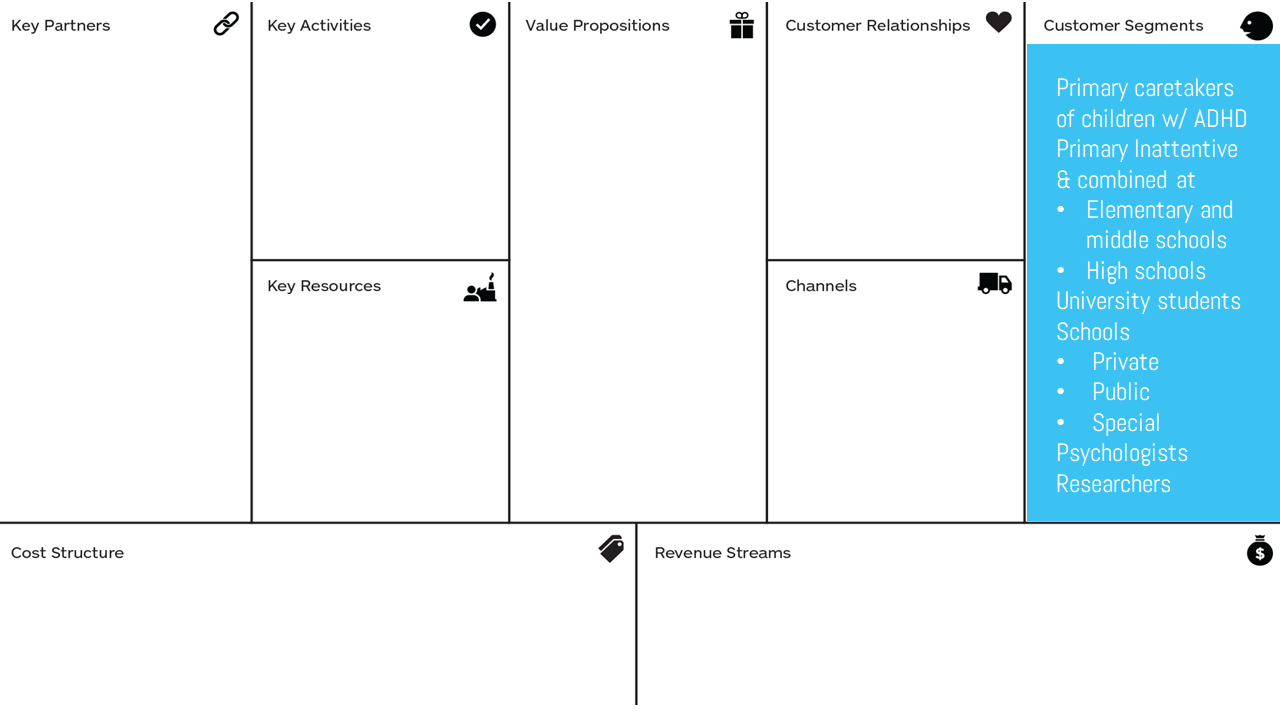 Key Partners
Key Activities
Value Propositions
Customer Relationships
Customer Segments
Primary caretakers
of children w/ ADHD
Primary Inattentive
& combined at
• Elementary and
middle schools
• High schools
University students
Schools
• Private
• Public
• Special
Psychologists
Researchers
Key Resources
Channels
Cost Structure
Revenue Streams
$